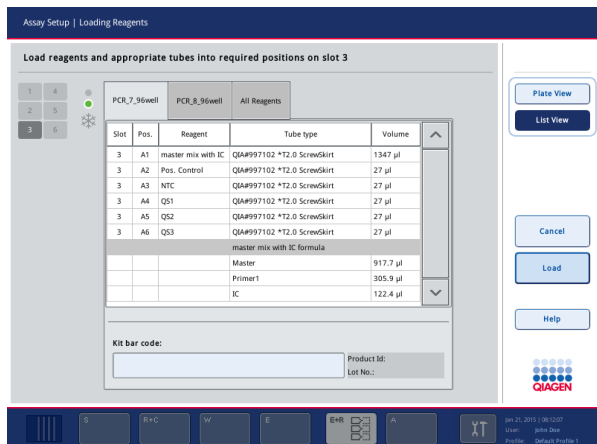 Assay Setup | Loading Reagents
Load reagents and appropriate tubes into required positions on slot 3
1 4
2 5
3 6
PCR_7_96well PCR_8_96well All Reagents
Slot Pos. Reagent Tube type Volume
3 A1 master mix with IC QIA#997102 *T2.0 ScrewSkirt 1347 µl
3 A2 Pos. Control QIA#997102 *T2.0 ScrewSkirt 27 µl
3 A3 NTC QIA#997102 *T2.0 ScrewSkirt 27 µl
3 A4 QS1 QIA#997102 *T2.0 ScrewSkirt 27 µl
3 A5 QS2 QIA#997102 *T2.0 ScrewSkirt 27 µl
3 A6 QS3 QIA#997102 *T2.0 ScrewSkirt 27 µl
master mix with IC formula
Master 917.7 µl
Primer1 305.9 µl
IC 122.4 µl
Kit bar code:
Product Id:
Lot No.:
Plate View
List View
Cancel
Load
Help
QIAGEN
S R+C W E E+R A
Jan 21, 2015 | 08:12:07
User: John Doe
Profile Default Profile 1